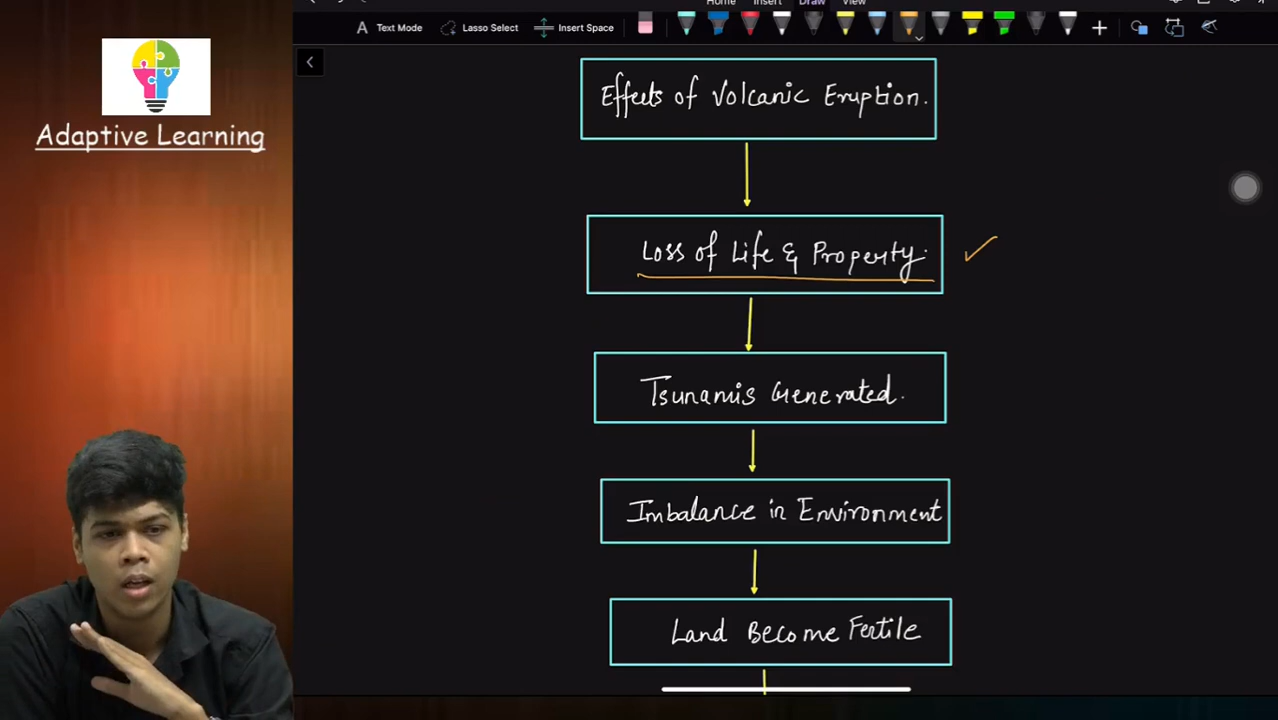 Home Insert Draw View
Text Mode Lasso Select Insert Space
Adaptive Learning
Effects of Volcanic Eruption.
Loss of Life & Property.
Tsunamis Generated.
Imbalance in Environment
Land Become Fertile